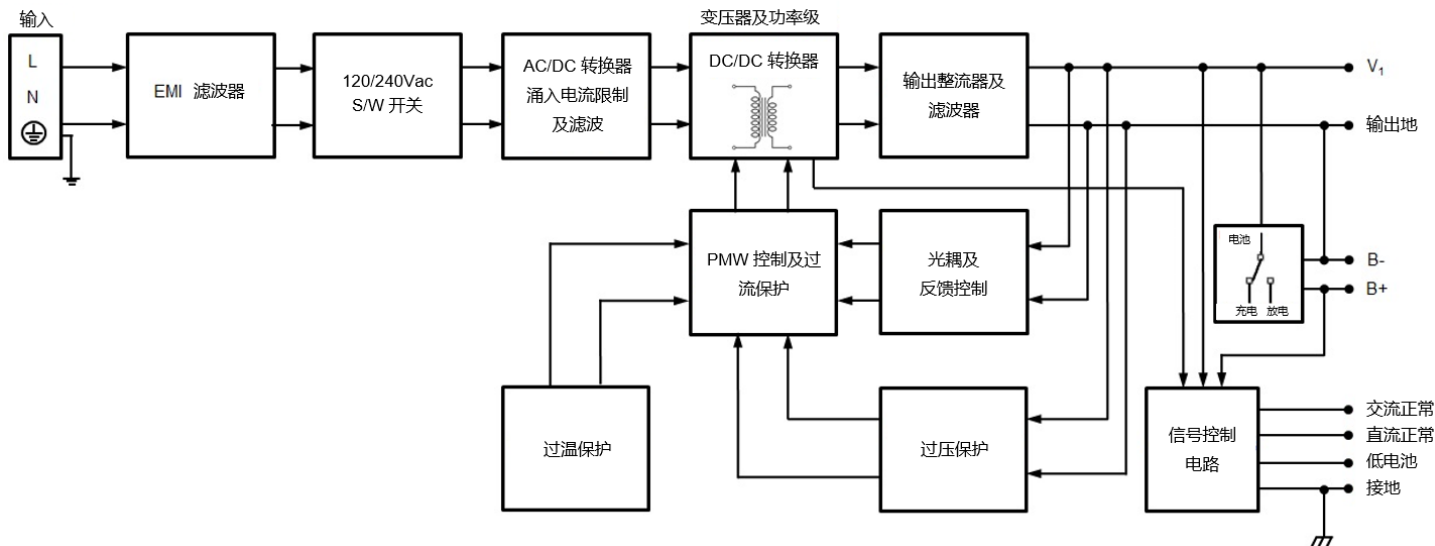 输入
L
N
EMI 滤波器
120/240Vac
S/W 开关
AC/DC 转换器
涌入电流限制
及滤波
变压器及功率级
DC/DC 转换器
输出整流器及
滤波器
V1
输出地
PMW 控制及过
流保护
光耦及
反馈控制
电池
充电 放电
B-
B+
过温保护
过压保护
信号控制
电路
交流正常
直流正常
低电池
接地